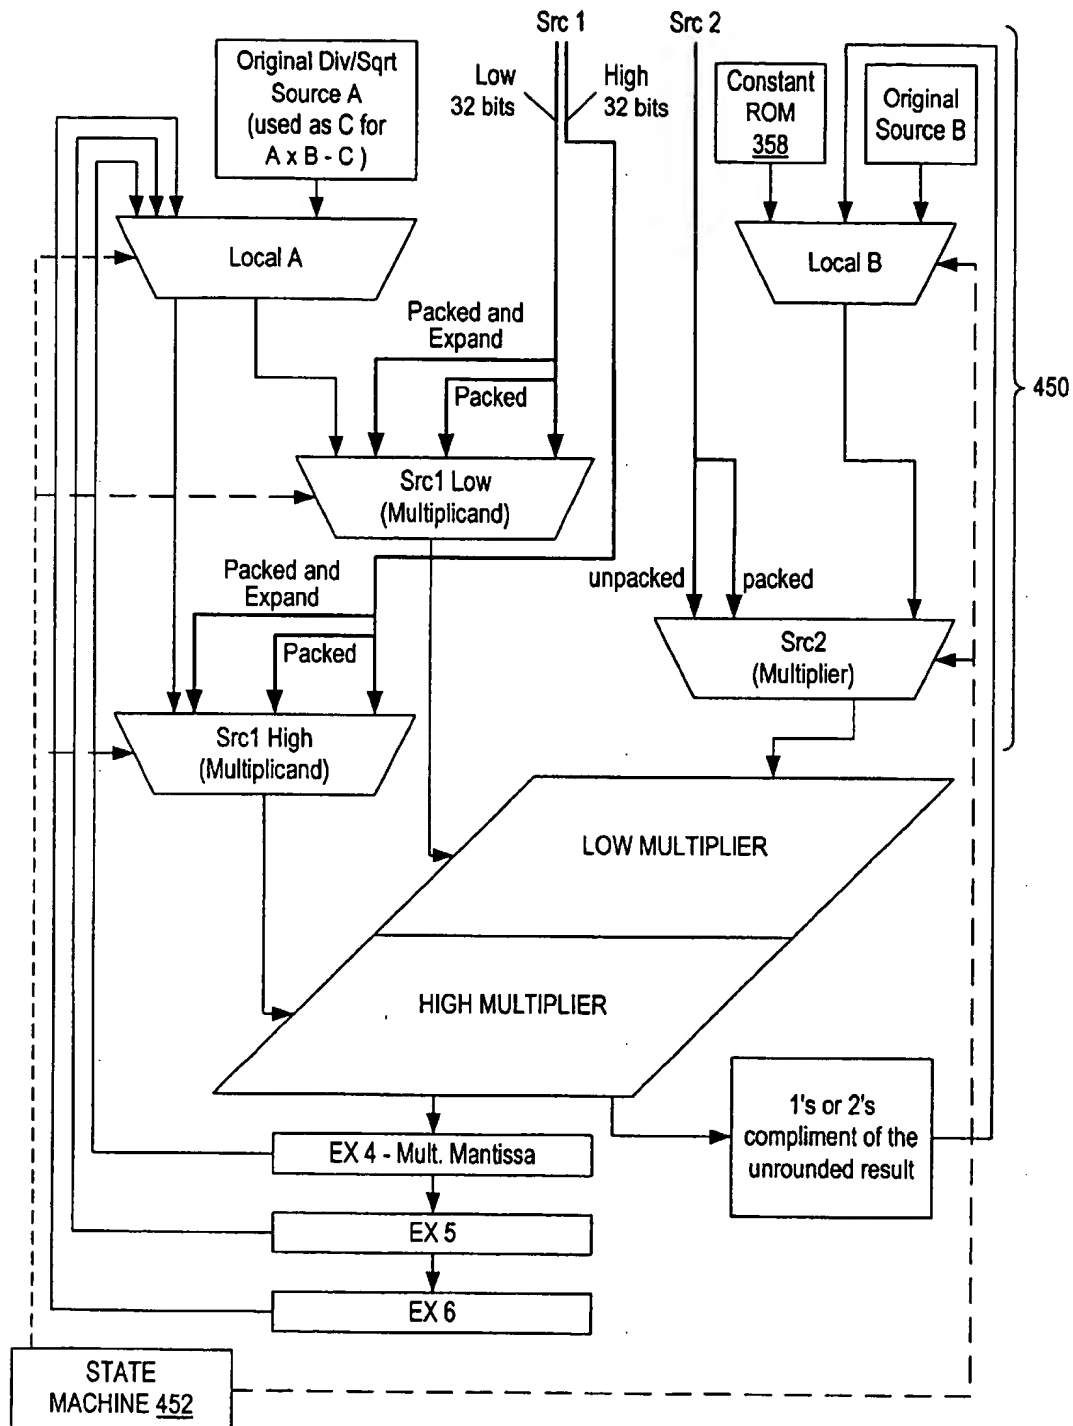 Src 1
Src 2
Original Div/Sqrt
Source A
(used as C for
A x B - C )
Low
32 bits
High
32 bits
Constant
ROM
358
Original
Source B
Local A
Local B
Packed and
Expand
Packed
450
Src1 Low
(Multiplicand)
Packed and
Expand
Packed
unpacked
packed
Src2
(Multiplier)
Src1 High
(Multiplicand)
LOW MULTIPLIER
HIGH MULTIPLIER
1's or 2's
compliment of the
unrounded result
EX 4 - Mult. Mantissa
EX 5
EX 6
STATE
MACHINE 452